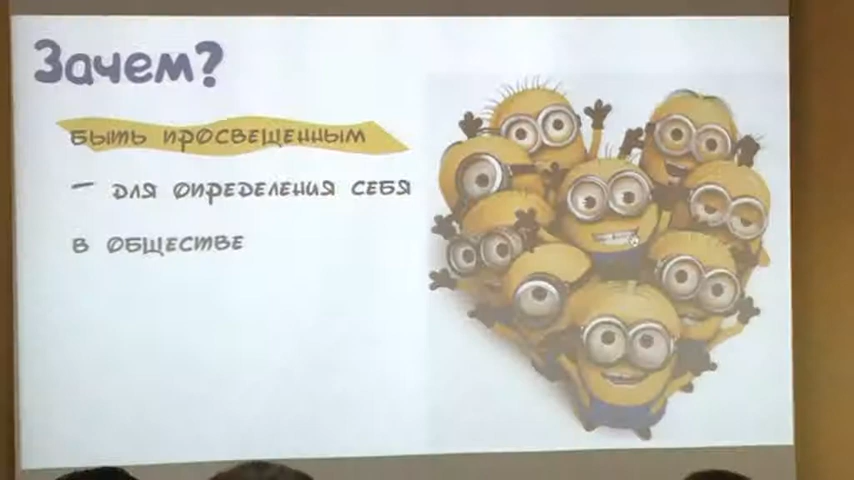 Зачем?
БЫТЬ ПРОСВЕЩЕННЫМ
- ДЛЯ ОПРЕДЕЛЕНИЯ СЕБЯ
В ОБЩЕСТВЕ